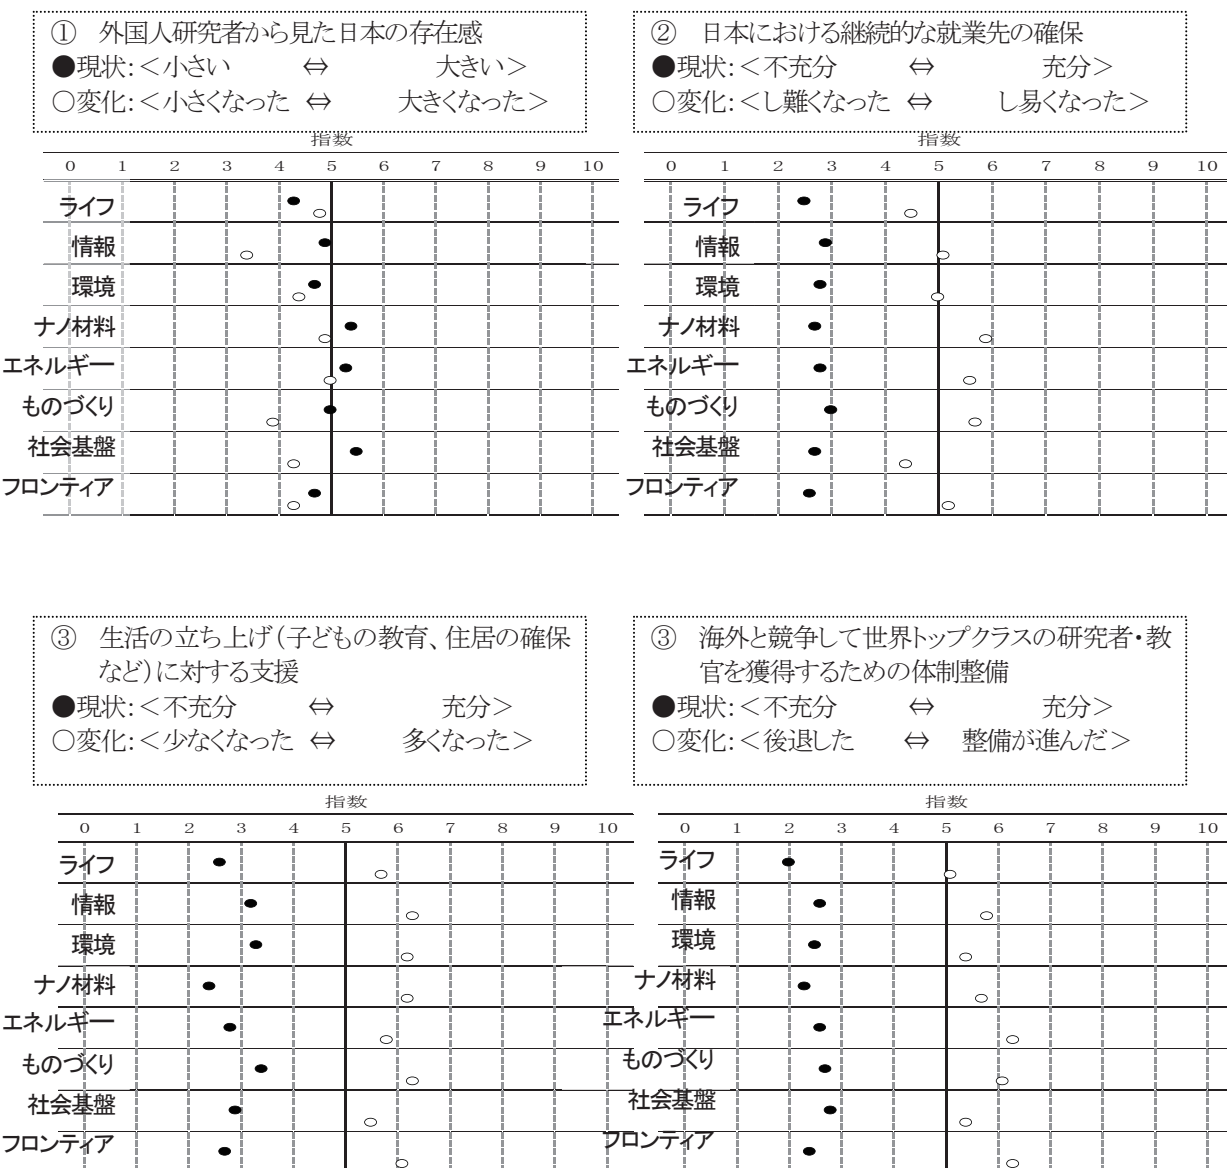 ① 外国人研究者から見た日本の存在感
●現状:<小さい ⇔ 大きい>
○変化:<小さくなった ⇔ 大きくなった>
指数
0 1 2 3 4 5 6 7 8 9 10
ライフ
情報
環境
ナノ材料
エネルギー
ものづくり
社会基盤
フロンティア
② 日本における継続的な就業先の確保
●現状:<不充分 ⇔ 充分>
○変化:<し難くなった ⇔ し易くなった>
指数
0 1 2 3 4 5 6 7 8 9 10
ライフ
情報
環境
ナノ材料
エネルギー
ものづくり
社会基盤
フロンティア
③ 生活の立ち上げ(子どもの教育、住居の確保
など)に対する支援
●現状:<不充分 ⇔ 充分>
○変化:<少なくなった ⇔ 多くなった>
指数
0 1 2 3 4 5 6 7 8 9 10
ライフ
情報
環境
ナノ材料
エネルギー
ものづくり
社会基盤
フロンティア
③ 海外と競争して世界トップクラスの研究者・教
官を獲得するための体制整備
●現状:<不充分 ⇔ 充分>
○変化:<後退した ⇔ 整備が進んだ>
指数
0 1 2 3 4 5 6 7 8 9 10
ライフ
情報
環境
ナノ材料
エネルギー
ものづくり
社会基盤
フロンティア